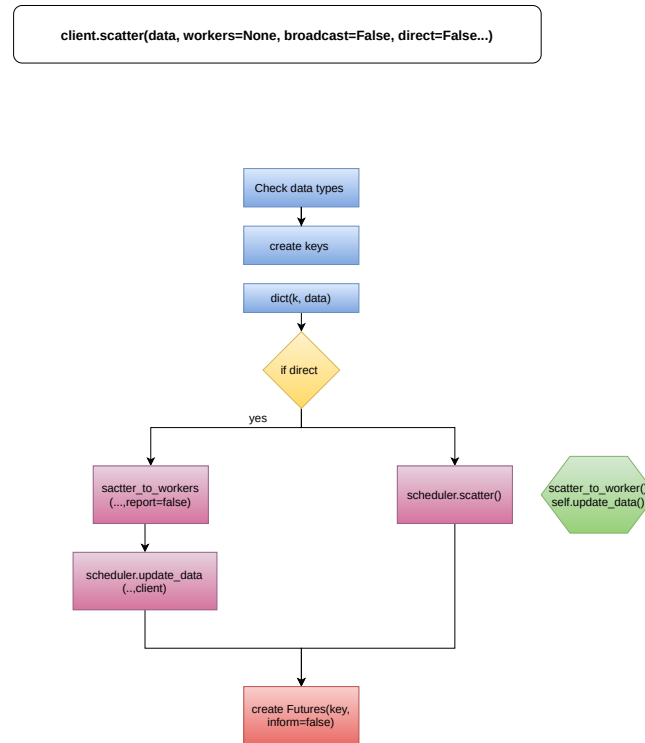 client.scatter(data, workers=None, broadcast=False, direct=False...)
Check data types
create keys
dict(k, data)
if direct
yes
sactter_to_workers
(...,report=false)
scheduler.scatter()
scatter_to_worker()
self.update_data()
scheduler.update_data
(..,client)
create Futures(key,
inform=false)